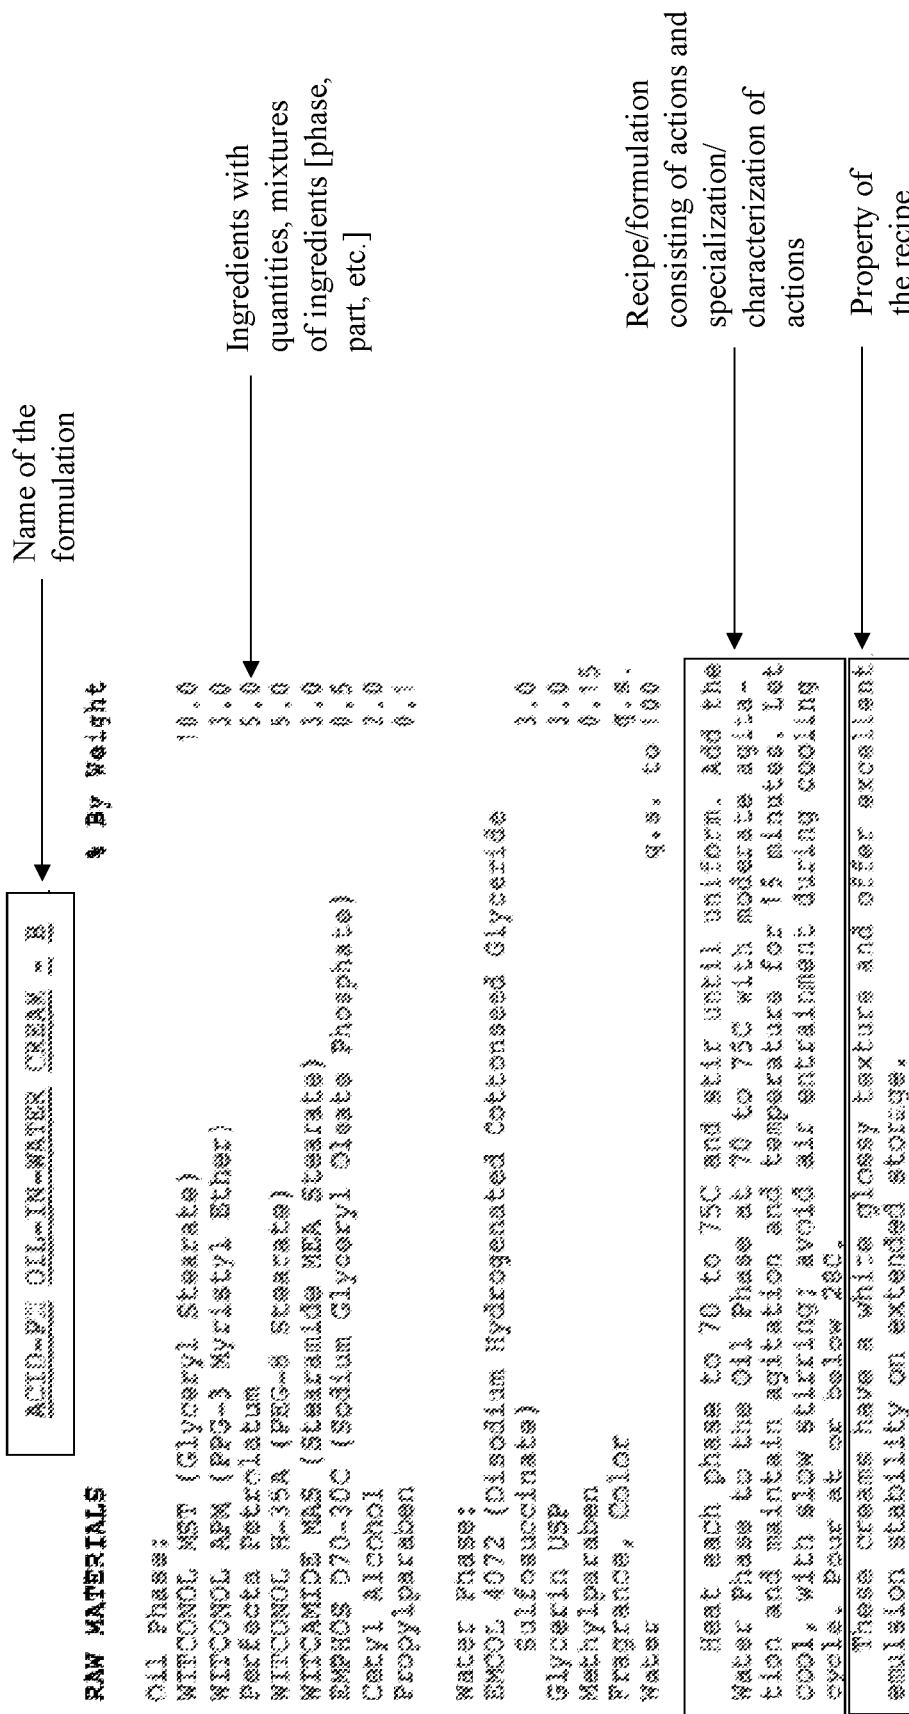 Name of the
formulation
ACID-PH OIL-IN-WATER CREAM - B
RAW MATERIALS % By Weight
Oil Phase:
WITCONOL MST (Glyceryl Stearate) 10.0
WITCONOL APM (PPG-3 Myristyl Ether) 3.0
Perfecta Petrolatum 5.0
WITCONOL H-35A (PEG-8 Stearate) 5.0
WITCAMIDE MAS (Stearamide MEA Stearate) 3.0
EMPHOS D70-30C (Sodium Glyceryl Oleate Phosphate) 0.5
Cetyl Alcohol 2.0
Propylparaben 0.1
Ingredients with
quantities, mixtures
of ingredients [phase,
part, etc.]
Water Phase:
EMCOL 4072 (Disodium Hydrogenated Cottonseed Glyceride
Sulfosuccinate) 3.0
Glycerin USP 3.0
Methylparaben 0.15
Fragrance, Color q.s.
Water q.s. to 100
Heat each phase to 70 to 75C and stir until uniform. Add the
Water Phase to the Oil Phase at 70 to 75C with moderate agita-
tion and maintain agitation and temperature for 15 minutes. Let
cool, with slow stirring; avoid air entrainment during cooling
cycle. Pour at or below 28C.
Recipe/formulation
consisting of actions and
specialization/
characterization of
actions
These creams have a white glossy texture and offer excellent
emulsion stability on extended storage.
Property of
the recipe